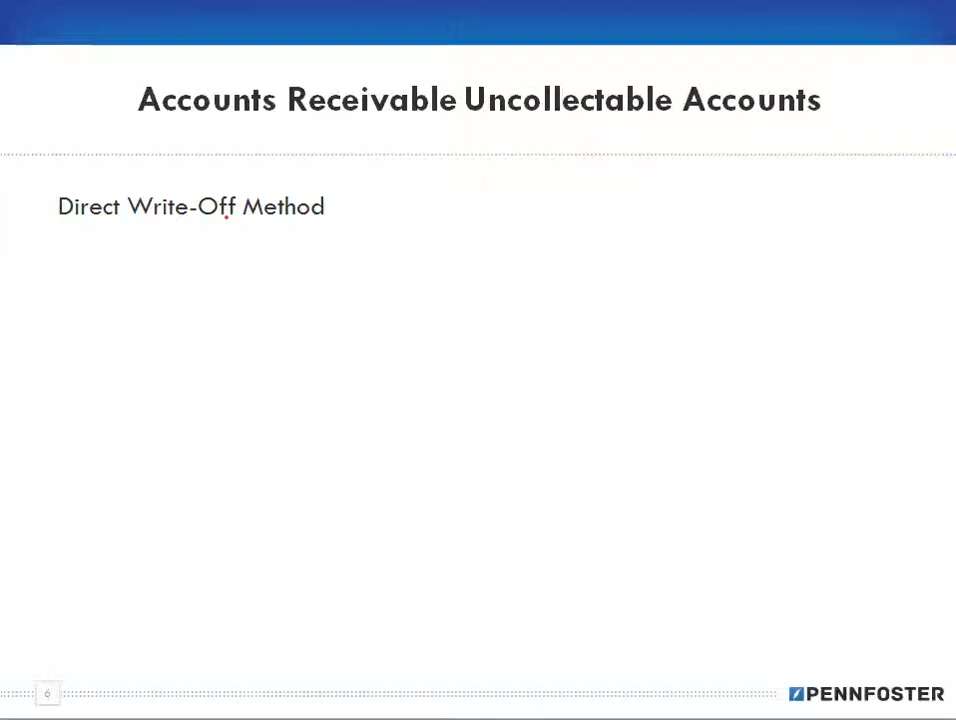 Accounts Receivable Uncollectable Accounts
Direct Write-Off Method
6
PENNFOSTER